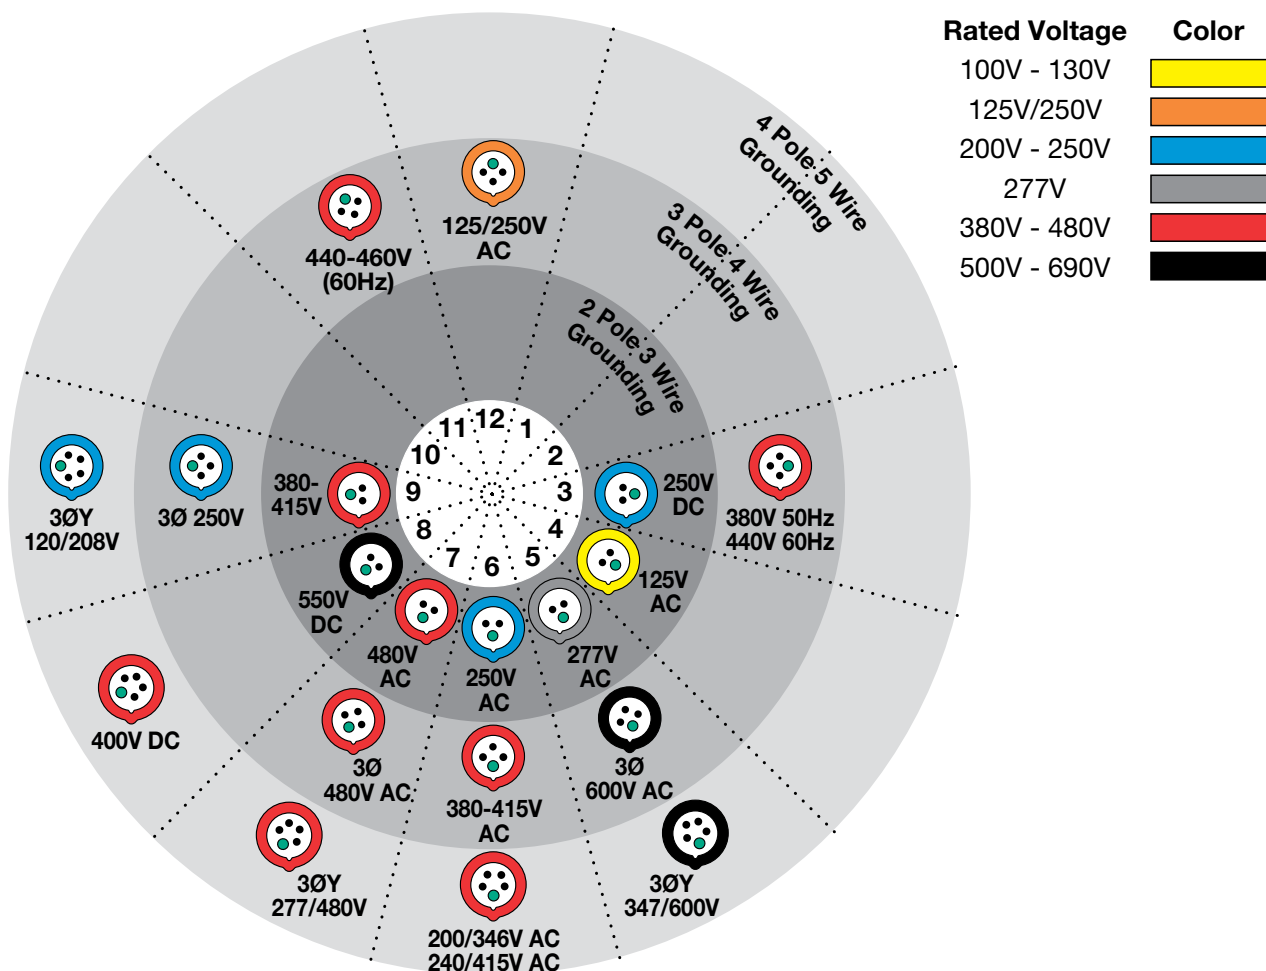 Rated Voltage Color
100V - 130V
125V/250V
200V - 250V
277V
380V - 480V
500V - 690V
4 Pole 5 Wire
Grounding
3 Pole 4 Wire
Grounding
2 Pole 3 Wire
Grounding
440-460V
(60Hz)
125/250V
AC
12
1
2
3
4
5
6
7
8
9
10
11
3ØY
120/208V
3Ø 250V
380-
415V
250V
DC
380V 50Hz
440V 60Hz
550V
DC
480V
AC
250V
AC
277V
AC
125V
AC
400V DC
3Ø
480V AC
380-415V
AC
3Ø
600V AC
3ØY
277/480V
200/346V AC
240/415V AC
3ØY
347/600V